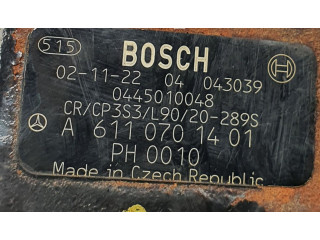 515 BOSCH
02-11-22 04 043039
0445010048
CR/CP3S3/L90/20-289S
A 611 070 14 01
PH 0010
Made in Czech Republic